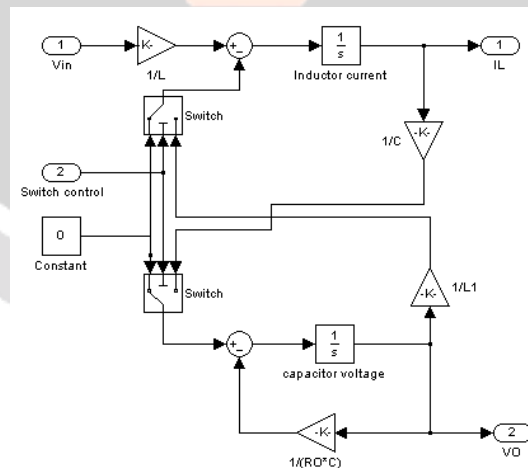 1
Vin
K-
1/L
+
-
1
s
Inductor current
1
IL
Switch
1/C
-K-
2
Switch control
0
Constant
Switch
-K-
1/L1
+
-
1
s
capacitor voltage
-K-
1/(RO*C)
2
VO